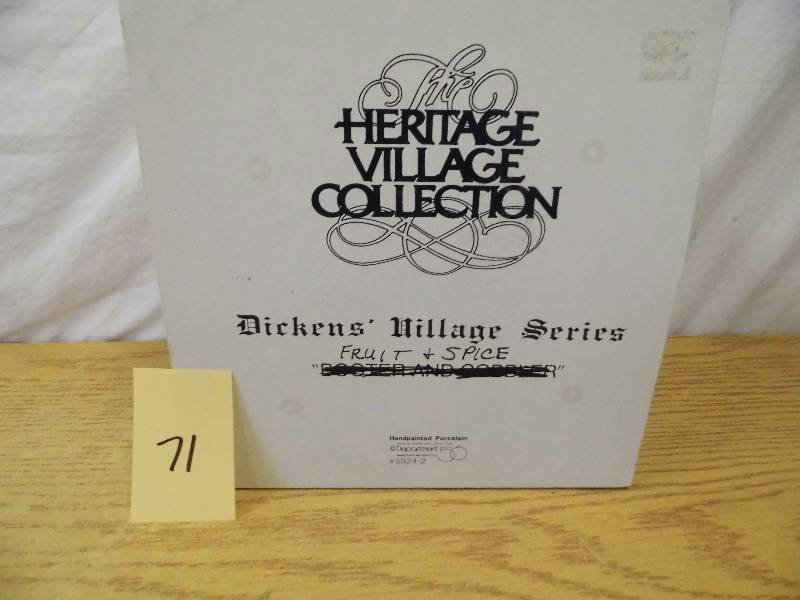 The
HERITAGE
VILLAGE
COLLECTION
Dickens' Village Series
FRUIT + SPICE
"BOOTER AND COBBLER"
71
Handpainted Porcelain
©Department 56
#5924-2